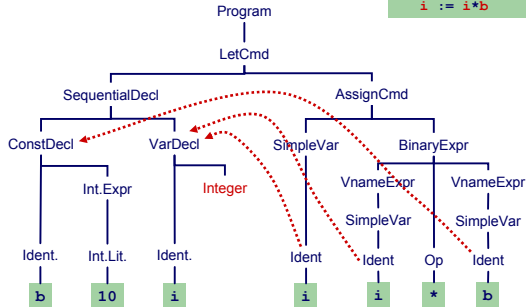 i := i*b
Program
LetCmd
SequentialDecl AssignCmd
ConstDecl VarDecl SimpleVar BinaryExpr
Int.Expr Integer VnameExpr VnameExpr
SimpleVar SimpleVar
Ident. Int.Lit. Ident. Ident Ident Op Ident
b 10 i i i * b